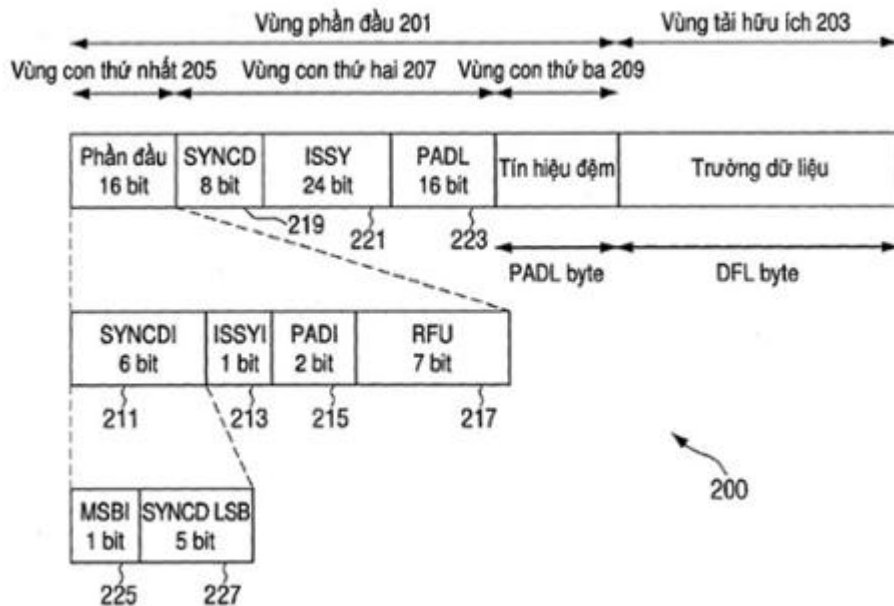 Vùng phần đầu 201 Vùng tải hữu ích 203
Vùng con thứ nhất 205 Vùng con thứ hai 207 Vùng con thứ ba 209
Phần đầu SYNCD ISSY PADL Tín hiệu đệm Trường dữ liệu
16 bit 8 bit 24 bit 16 bit
219 221 223
PADL byte DFL byte
SYNCDI ISSYI PADI RFU
6 bit 1 bit 2 bit 7 bit
211 213 215 217
200
MSBI SYNCD LSB
1 bit 5 bit
225 227